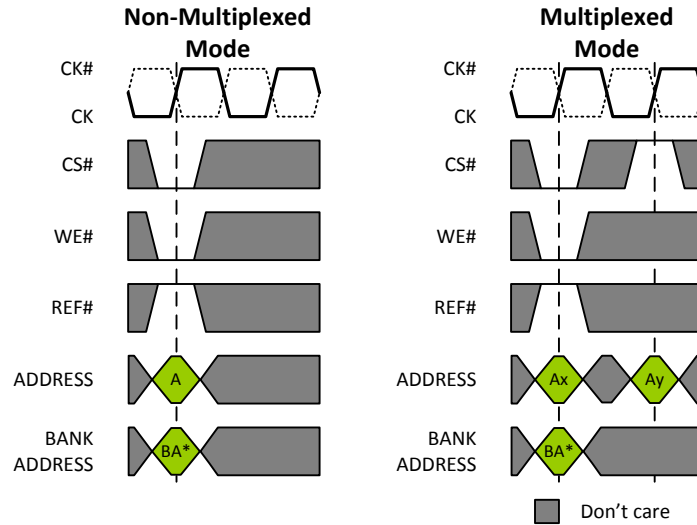 Non-Multiplexed
Mode
CK#
CK
CS#
WE#
REF#
ADDRESS
A
BANK
ADDRESS
BA*
Multiplexed
Mode
CK#
CK
CS#
WE#
REF#
ADDRESS
Ax
Ay
BANK
ADDRESS
BA*
Don't care